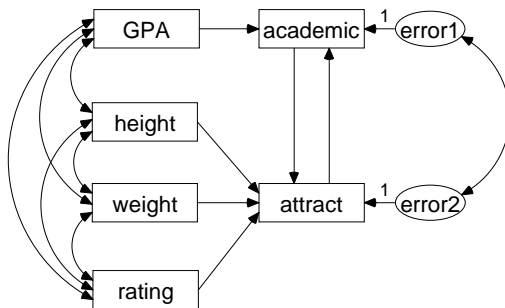 GPA academic 1 error1
height
weight attract 1 error2
rating